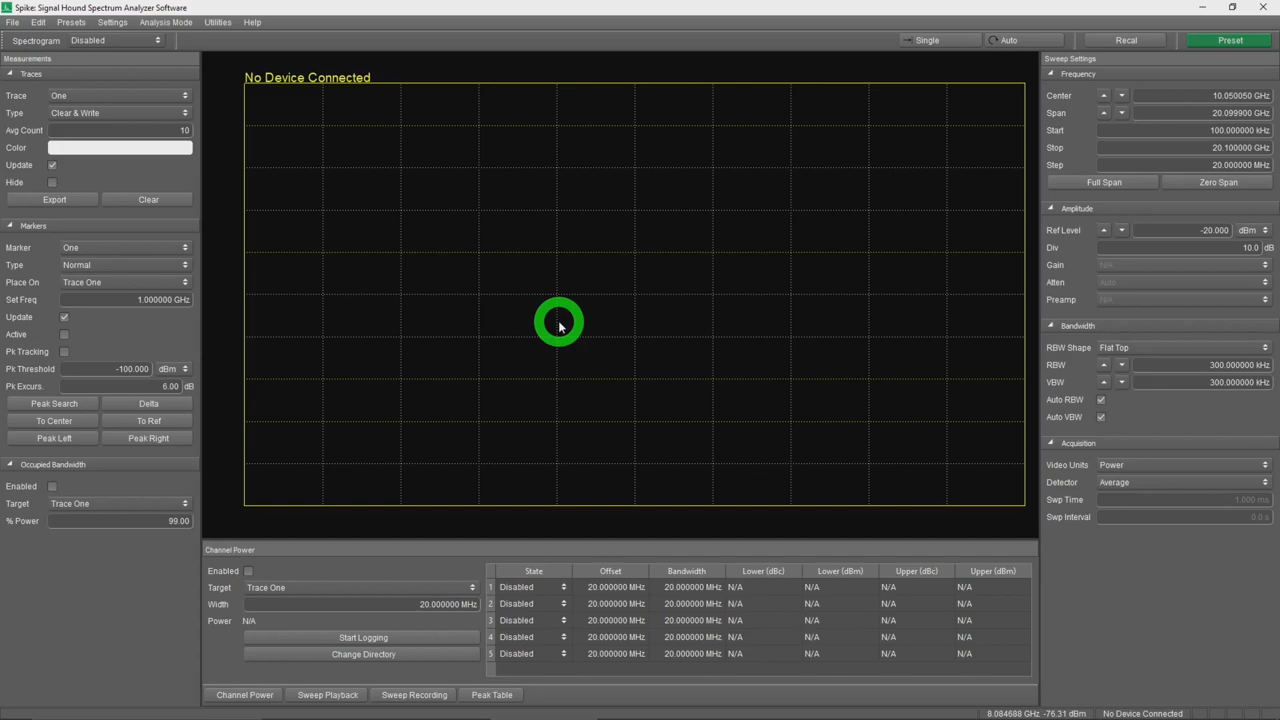 Spike: Signal Hound Spectrum Analyzer Software
File Edit Presets Settings Analysis Mode Utilities Help
Spectrogram Disabled Single Auto Recal Preset
Measurements
Traces
Trace One
Type Clear & Write
Avg Count 10
Color
Update
Hide
Export Clear
Markers
Marker One
Type Normal
Place On Trace One
Set Freq 1.000000 GHz
Update
Active
Pk Tracking
Pk Threshold -100.000 dBm
Pk Excurs. 6.00 dB
Peak Search Delta
To Center To Ref
Peak Left Peak Right
Occupied Bandwidth
Enabled
Target Trace One
% Power 99.00
No Device Connected
Channel Power
Enabled
Target Trace One
Width 20.000000 MHz
Power N/A
Start Logging
Change Directory
State Offset Bandwidth Lower (dBc) Lower (dBm) Upper (dBc) Upper (dBm)
1 Disabled 20.000000 MHz 20.000000 MHz N/A N/A N/A N/A
2 Disabled 20.000000 MHz 20.000000 MHz N/A N/A N/A N/A
3 Disabled 20.000000 MHz 20.000000 MHz N/A N/A N/A N/A
4 Disabled 20.000000 MHz 20.000000 MHz N/A N/A N/A N/A
5 Disabled 20.000000 MHz 20.000000 MHz N/A N/A N/A N/A
Channel Power Sweep Playback Sweep Recording Peak Table
Sweep Settings
Frequency
Center 10.050050 GHz
Span 20.099900 GHz
Start 100.000000 kHz
Stop 20.100000 GHz
Step 20.000000 MHz
Full Span Zero Span
Amplitude
Ref Level -20.000 dBm
Div 10.0 dB
Gain N/A
Atten Auto
Preamp N/A
Bandwidth
RBW Shape Flat Top
RBW 300.000000 kHz
VBW 300.000000 kHz
Auto RBW
Auto VBW
Acquisition
Video Units Power
Detector Average
Swp Time 1.000 ms
Swp Interval 0.0 s
8.084688 GHz -76.31 dBm No Device Connected